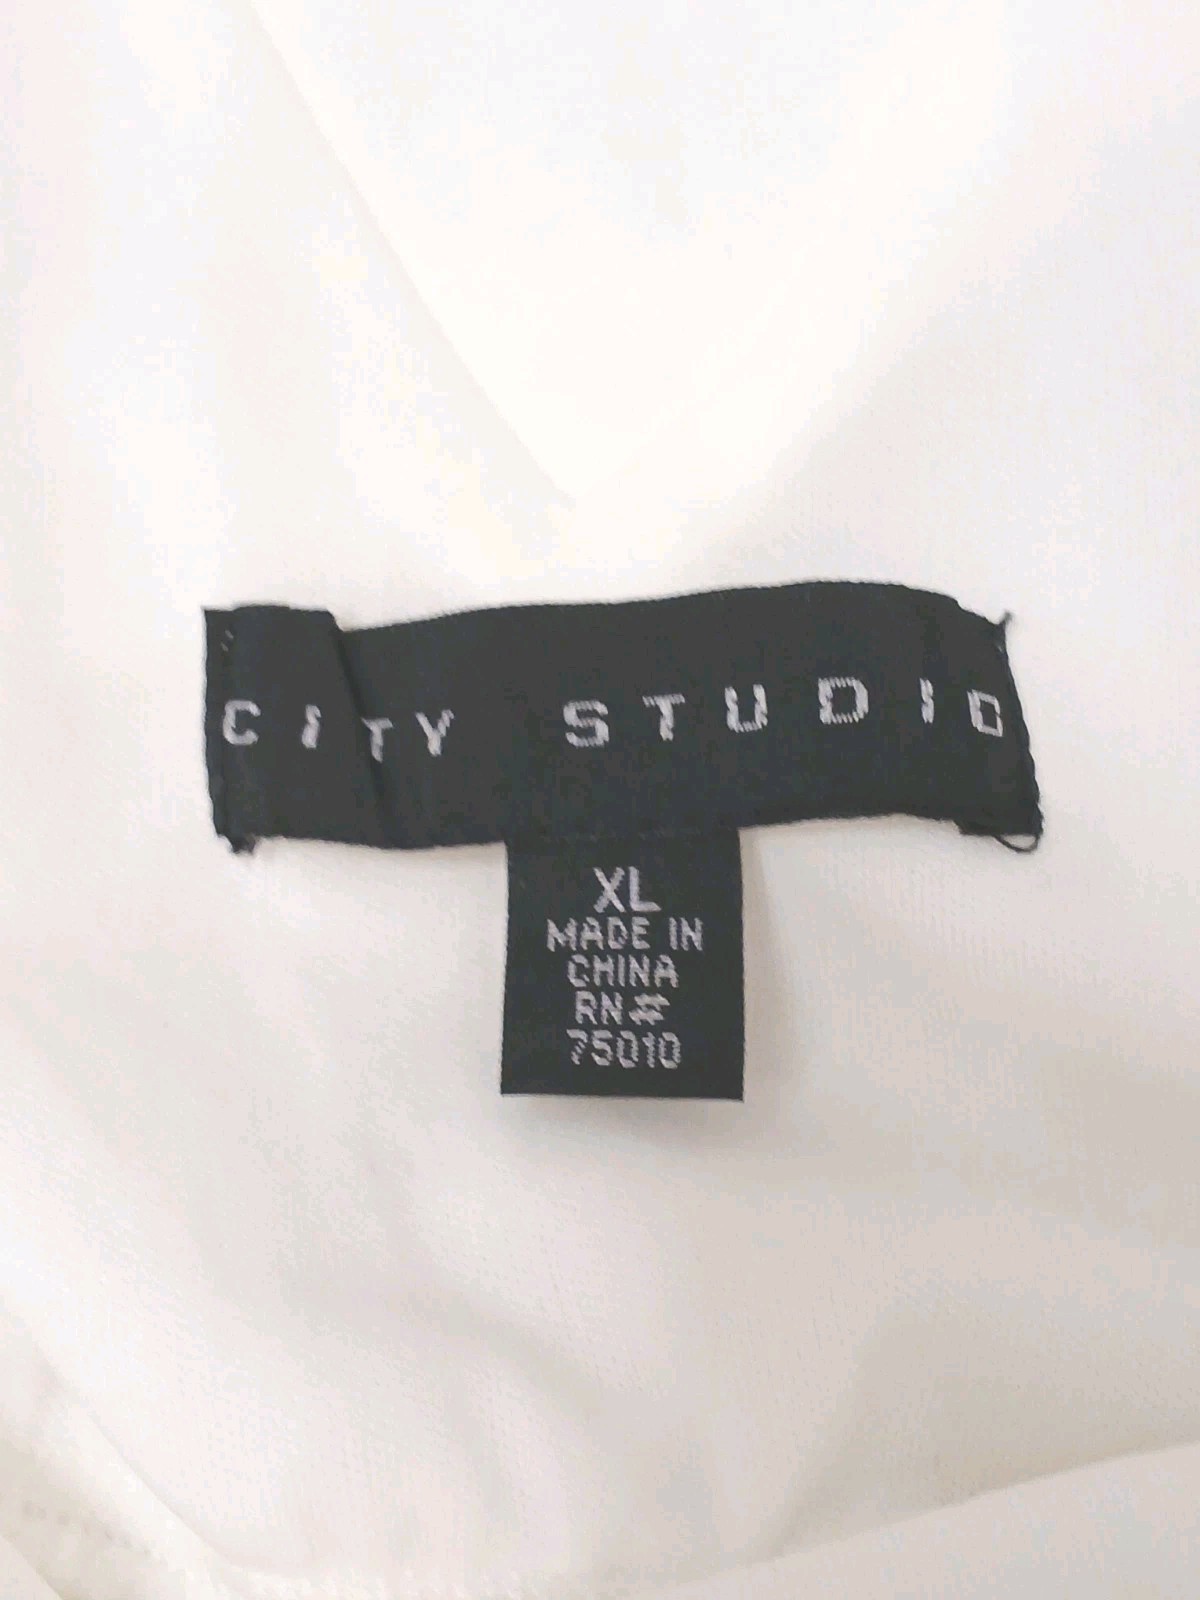 CITY STUDIO
XL
MADE IN
CHINA
RN#
75010